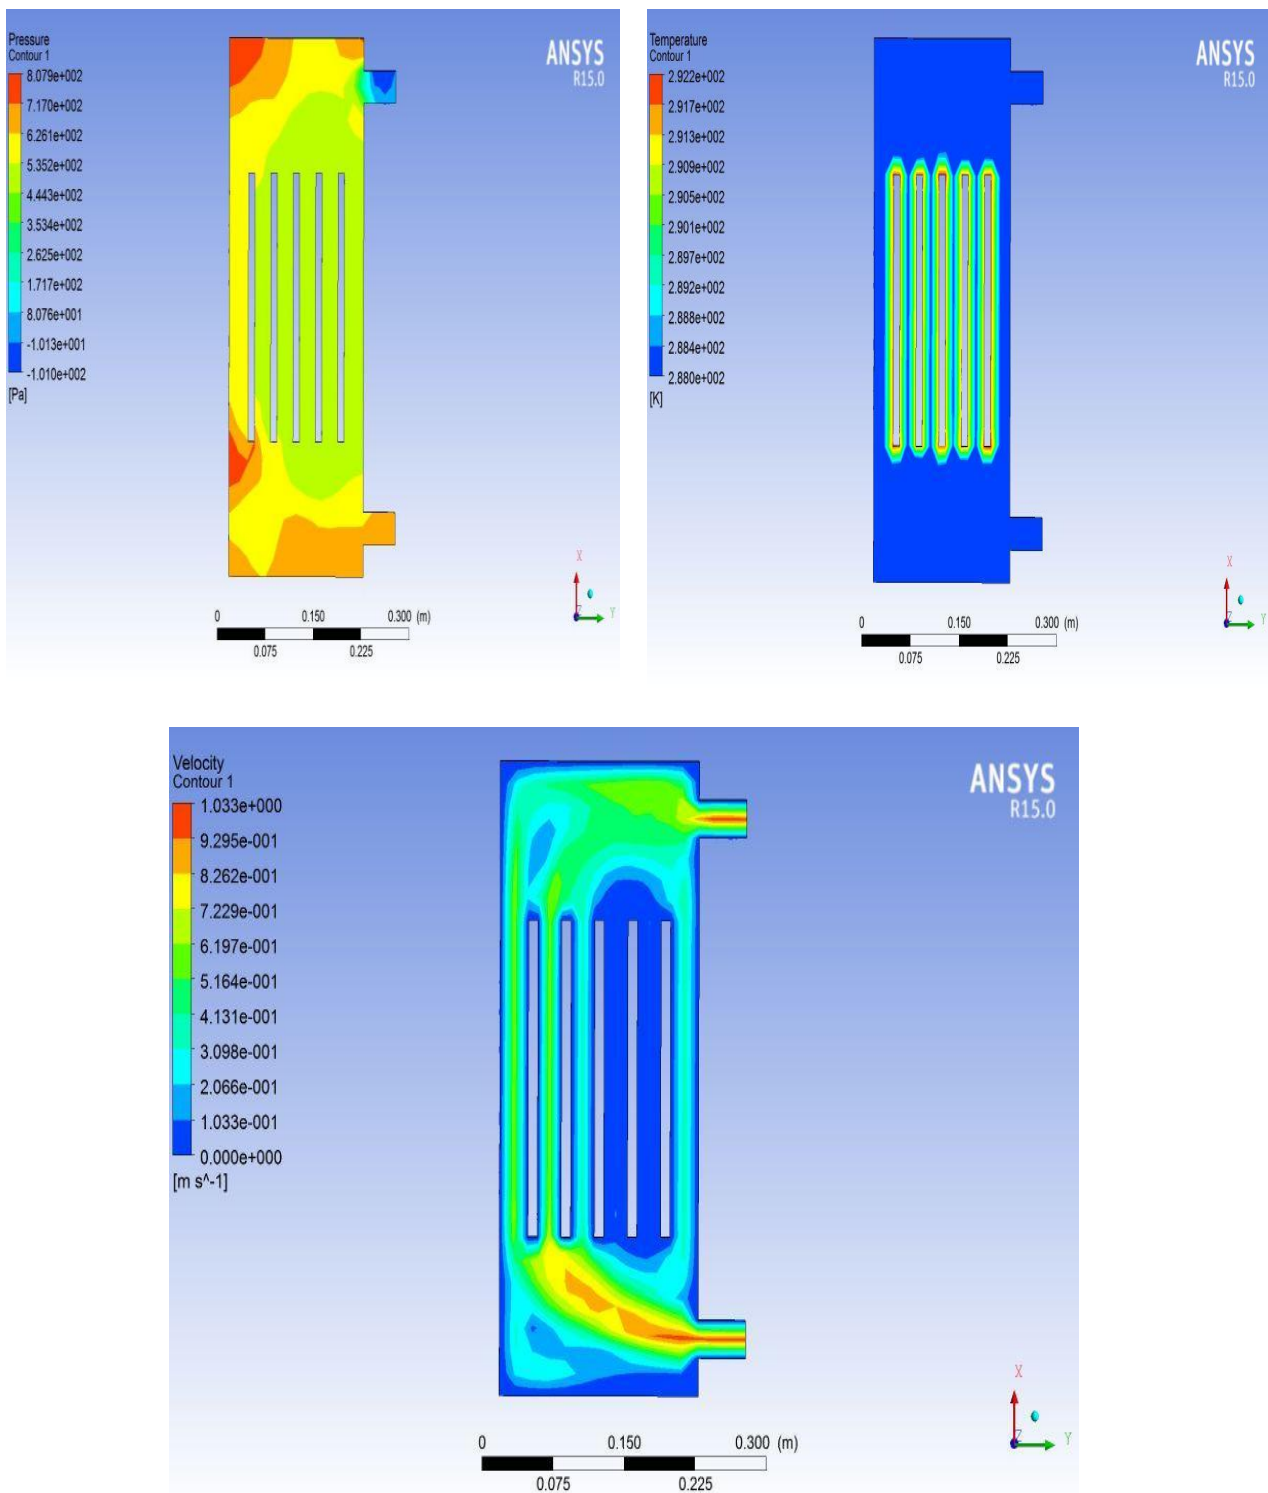 Pressure
Contour 1
8.079e+002
7.170e+002
6.261e+002
5.352e+002
4.443e+002
3.534e+002
2.625e+002
1.717e+002
8.076e+001
-1.013e+001
-1.010e+002
[Pa]
ANSYS
R15.0
X
Y
Z
0 0.150 0.300 (m)
0.075 0.225
Temperature
Contour 1
2.922e+002
2.917e+002
2.913e+002
2.909e+002
2.905e+002
2.901e+002
2.897e+002
2.892e+002
2.888e+002
2.884e+002
2.880e+002
[K]
ANSYS
R15.0
X
Y
Z
0 0.150 0.300 (m)
0.075 0.225
Velocity
Contour 1
1.033e+000
9.295e-001
8.262e-001
7.229e-001
6.197e-001
5.164e-001
4.131e-001
3.098e-001
2.066e-001
1.033e-001
0.000e+000
[m s^-1]
ANSYS
R15.0
X
Y
Z
0 0.150 0.300 (m)
0.075 0.225